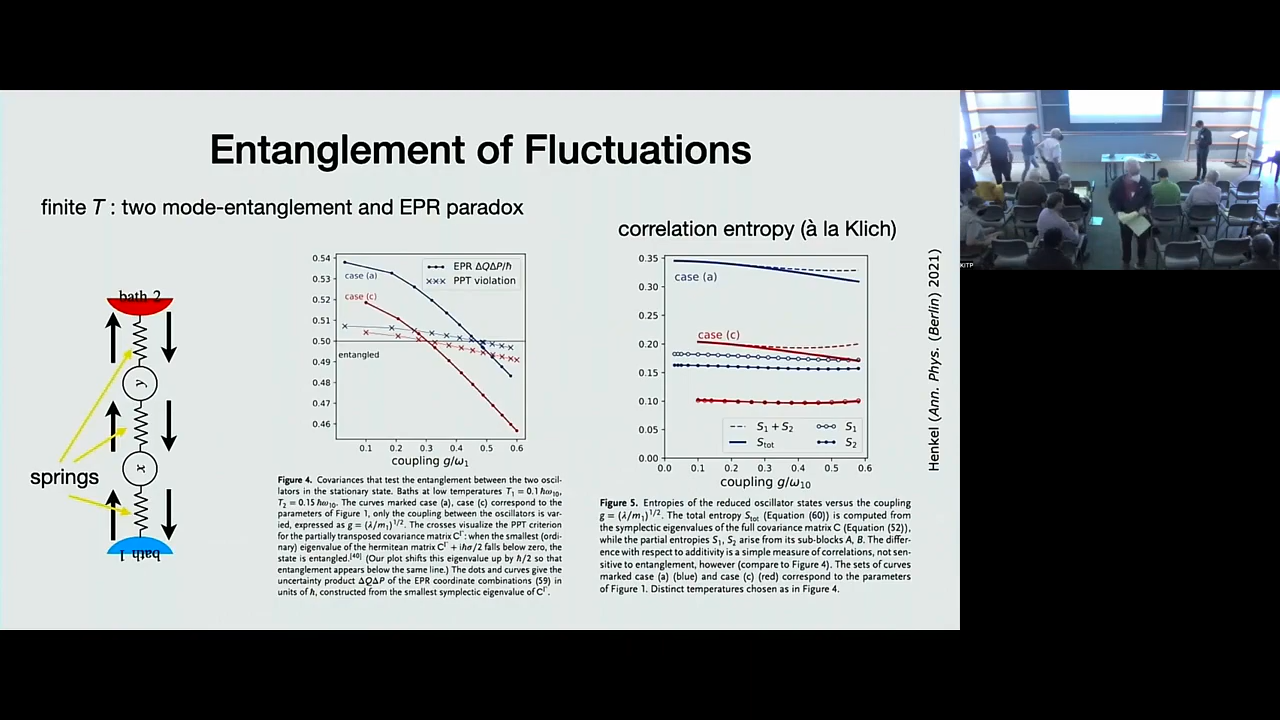 Entanglement of Fluctuations
finite T : two mode-entanglement and EPR paradox
correlation entropy (à la Klich)
bath 2
y
x
springs
bath 1
0.54
0.53
0.52
0.51
0.50
0.49
0.48
0.47
0.46
case (a)
case (c)
entangled
EPR ΔQΔP/ℏ
PPT violation
0.1 0.2 0.3 0.4 0.5 0.6
coupling g/ω₁
Figure 4. Covariances that test the entanglement between the two oscil-
lators in the stationary state. Baths at low temperatures T₁ = 0.1 ℏω₁₀,
T₂ = 0.15 ℏω₁₀. The curves marked case (a), case (c) correspond to the
parameters of Figure 1, only the coupling between the oscillators is var-
ied, expressed as g = (λ/m₁)^1/2. The crosses visualize the PPT criterion
for the partially transposed covariance matrix C^Γ: when the smallest (ordi-
nary) eigenvalue of the hermitean matrix C^Γ + iℏσ/2 falls below zero, the
state is entangled.[40] (Our plot shifts this eigenvalue up by ℏ/2 so that
entanglement appears below the same line.) The dots and curves give the
uncertainty product ΔQΔP of the EPR coordinate combinations (59) in
units of ℏ, constructed from the smallest symplectic eigenvalue of C^Γ.
0.35
0.30
0.25
0.20
0.15
0.10
0.05
0.00
case (a)
case (c)
S₁ + S₂
S₁
Stot
S₂
0.0 0.1 0.2 0.3 0.4 0.5 0.6
coupling g/ω₁₀
Figure 5. Entropies of the reduced oscillator states versus the coupling
g = (λ/m₁)^1/2. The total entropy Stot (Equation (60)) is computed from
the symplectic eigenvalues of the full covariance matrix C (Equation (52)),
while the partial entropies S₁, S₂ arise from its sub-blocks A, B. The differ-
ence with respect to additivity is a simple measure of correlations, not sen-
sitive to entanglement, however (compare to Figure 4). The sets of curves
marked case (a) (blue) and case (c) (red) correspond to the parameters
of Figure 1. Distinct temperatures chosen as in Figure 4.
Henkel (Ann. Phys. (Berlin) 2021)
KITP